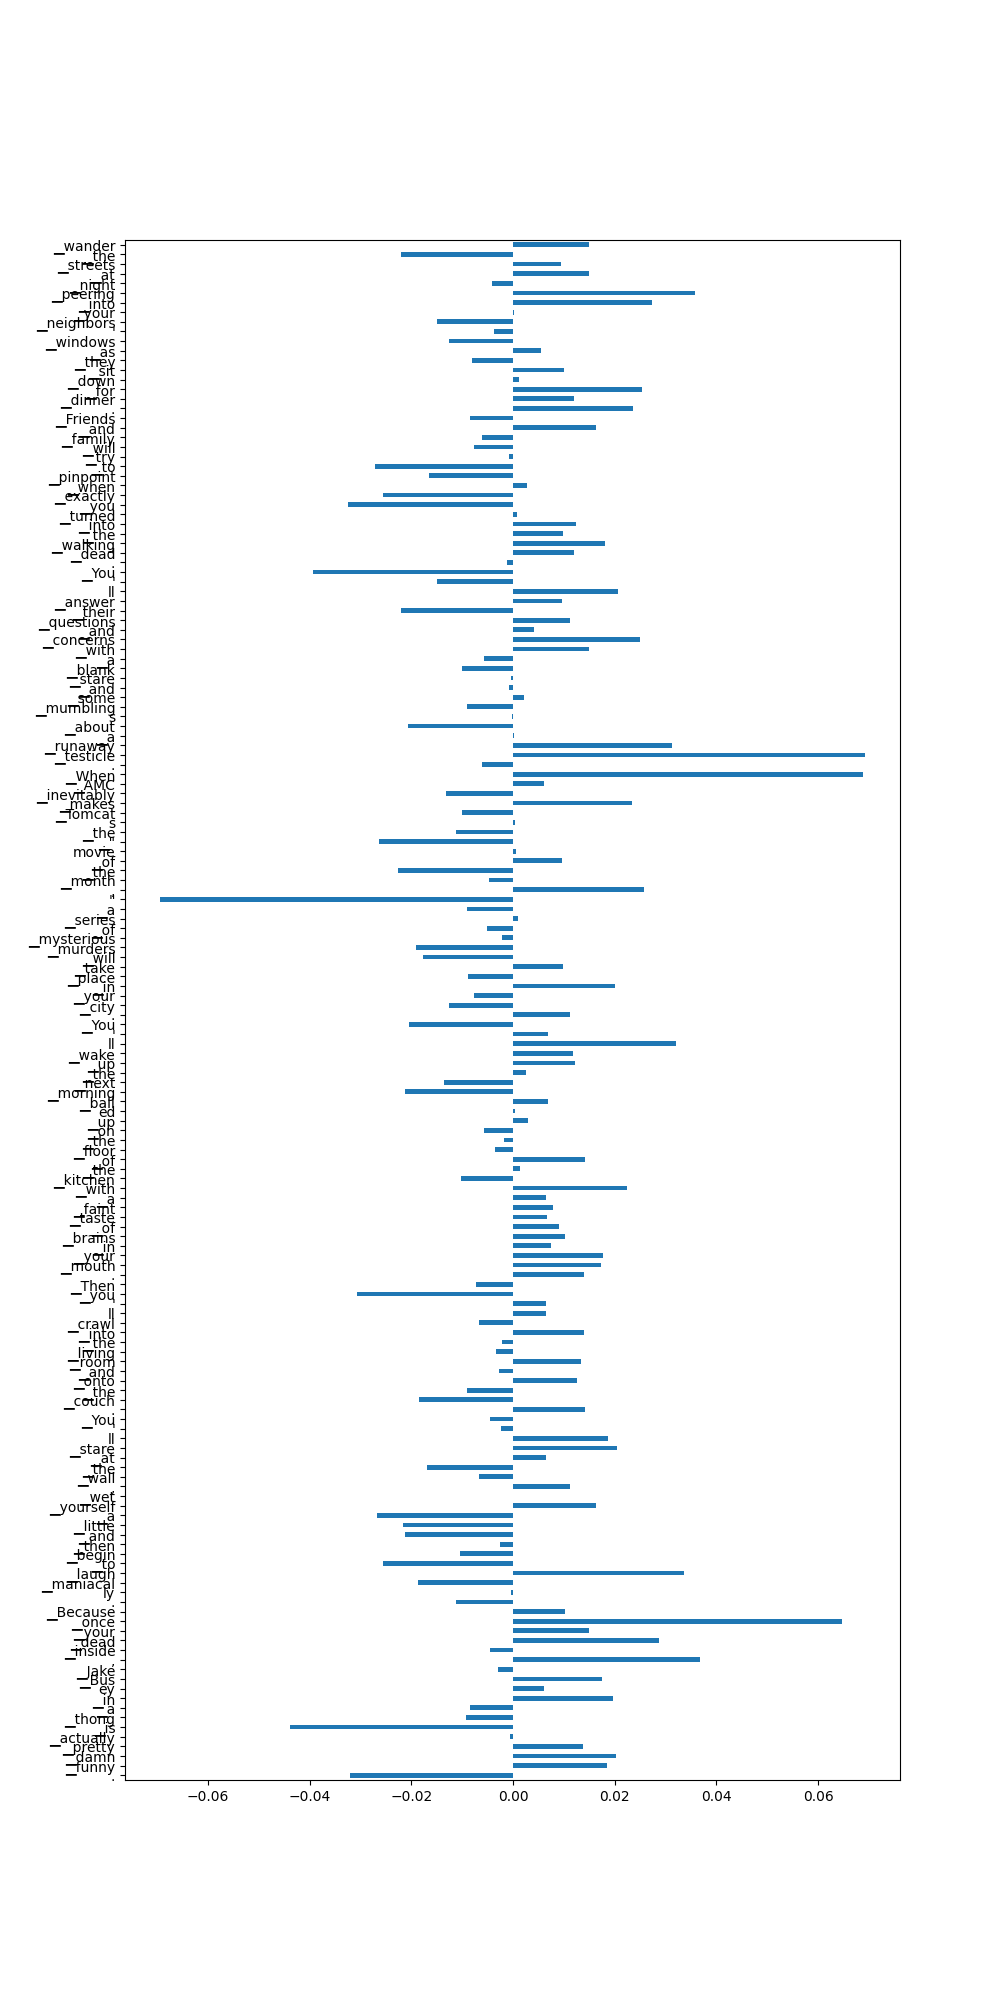 _wander
_the
_streets
_at
_night
_peering
_into
_your
_neighbors
'
_windows
_as
_they
_sit
_down
_for
_dinner
.
_Friends
_and
_family
_will
_try
_to
_pinpoint
_when
_exactly
_you
_turned
_into
_the
_walking
_dead
.
_You
'
ll
_answer
_their
_questions
_and
_concerns
_with
_a
_blank
_stare
_and
_some
_mumbling
s
_about
_a
_runaway
_testicle
.
_When
_AMC
_inevitably
_makes
_Tomcat
s
_the
_"
movie
_of
_the
_month
,
"
_a
_series
_of
_mysterious
_murders
_will
_take
_place
_in
_your
_city
.
_You
'
ll
_wake
_up
_the
_next
_morning
_ball
ed
_up
_on
_the
_floor
_of
_the
_kitchen
_with
_a
_faint
_taste
_of
_brains
_in
_your
_mouth
.
_Then
_you
'
ll
_crawl
_into
_the
_living
_room
_and
_onto
_the
_couch
.
_You
'
ll
_stare
_at
_the
_wall
,
_wet
_yourself
_a
_little
_and
_then
_begin
_to
_laugh
_maniacal
ly
.
_Because
_once
_your
_dead
_inside
,
_Jake
_Bus
ey
_in
_a
_thong
_is
_actually
_pretty
_damn
_funny
.
−0.06 −0.04 −0.02 0.00 0.02 0.04 0.06